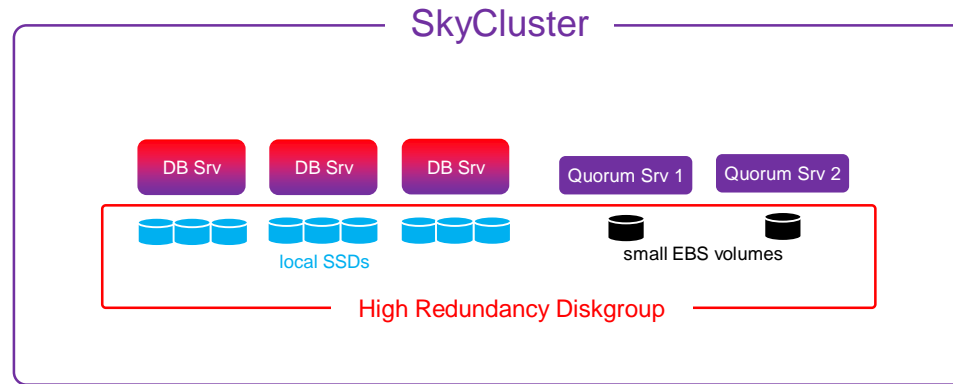 SkyCluster
DB Srv
DB Srv
DB Srv
Quorum Srv 1
Quorum Srv 2
local SSDs
small EBS volumes
High Redundancy Diskgroup